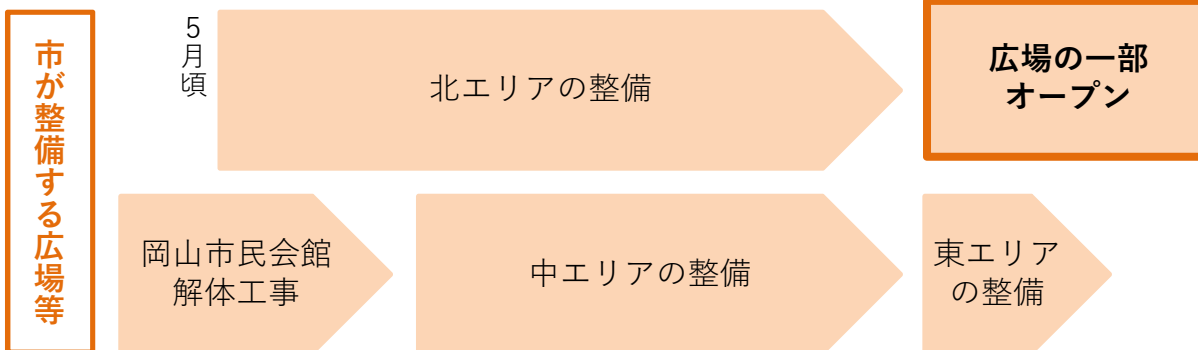 市が整備する広場等
5月頃
北エリアの整備
広場の一部
オープン
岡山市民会館
解体工事
中エリアの整備
東エリア
の整備